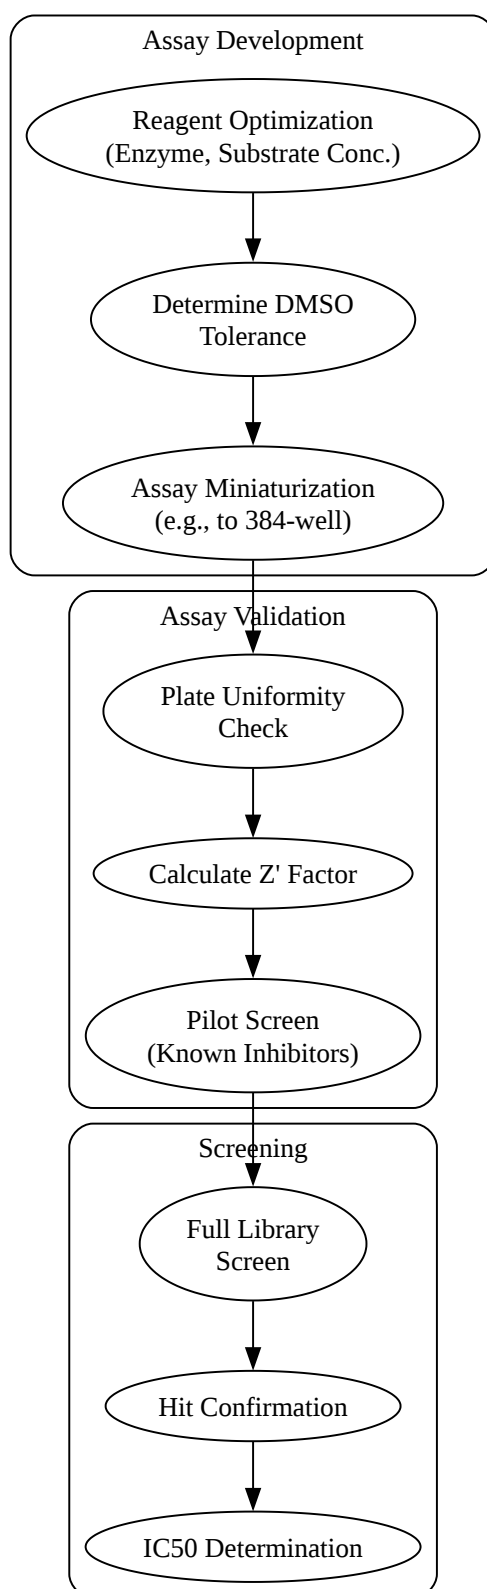 Assay Development
Reagent Optimization
(Enzyme, Substrate Conc.)
Determine DMSO
Tolerance
Assay Miniaturization
(e.g., to 384-well)
Assay Validation
Plate Uniformity
Check
Calculate Z' Factor
Pilot Screen
(Known Inhibitors)
Screening
Full Library
Screen
Hit Confirmation
IC50 Determination